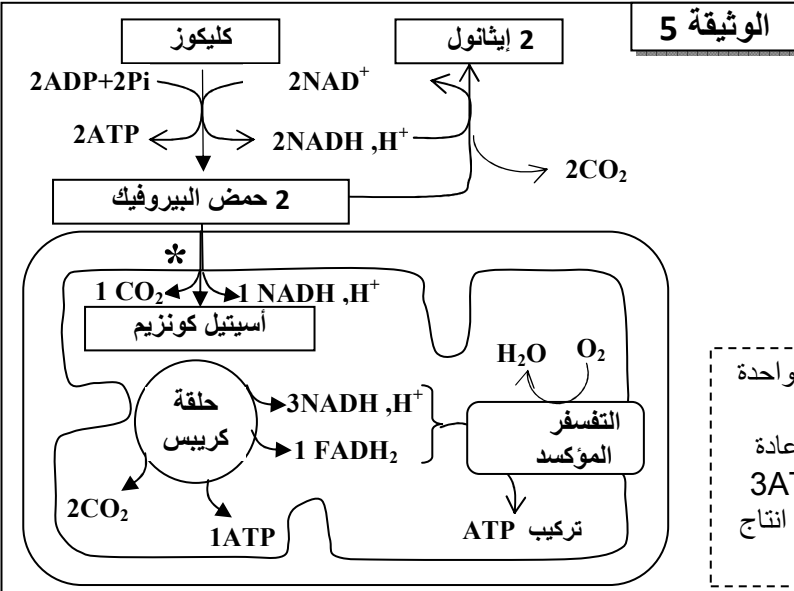 الوثيقة 5
كليكوز
2 إيثانول
2ADP+2Pi
2NAD⁺
2ATP
2NADH ,H⁺
2CO₂
2 حمض البيروفيك
*
1 CO₂
1 NADH ,H⁺
أسيتيل كونزيم
H₂O
O₂
حلقة
كريبس
3NADH ,H⁺
1 FADH₂
التفسفر
المؤكسد
2CO₂
1ATP
تركيب ATP
واحدة
عادة
انتاج